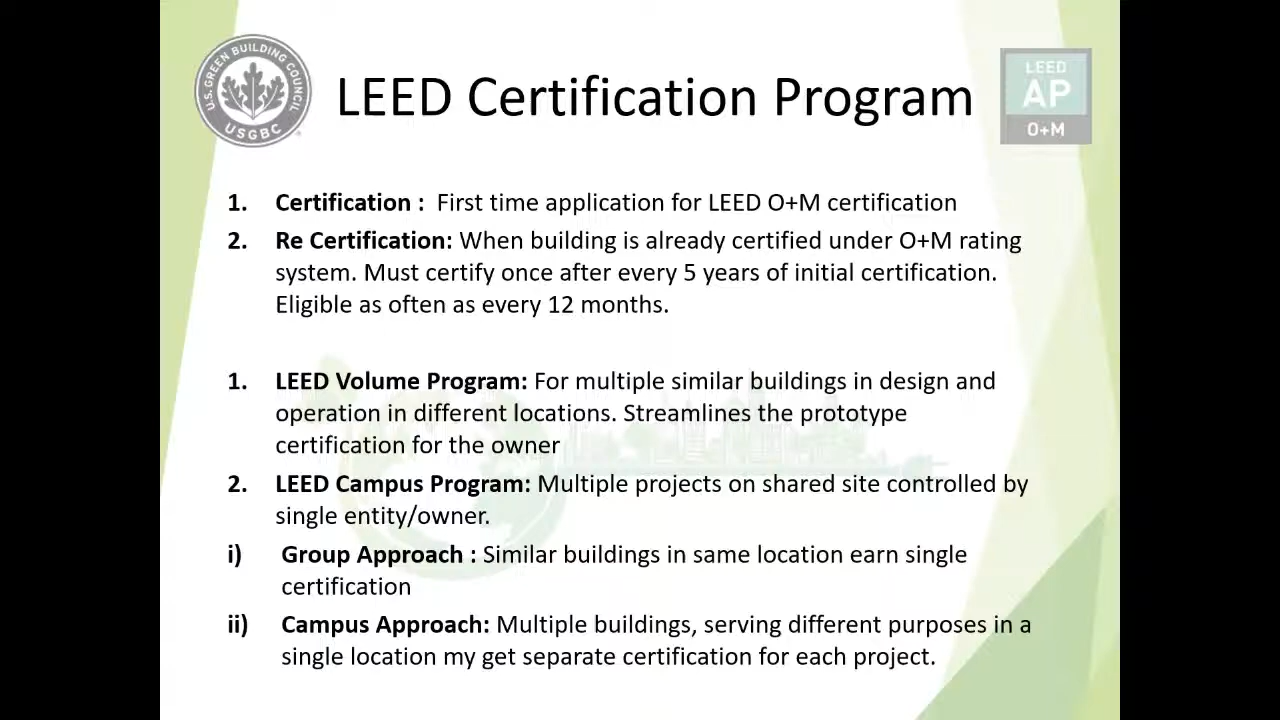 U.S. GREEN BUILDING COUNCIL
USGBC
LEED Certification Program
LEED
AP
O+M
1. Certification : First time application for LEED O+M certification
2. Re Certification: When building is already certified under O+M rating
system. Must certify once after every 5 years of initial certification.
Eligible as often as every 12 months.
1. LEED Volume Program: For multiple similar buildings in design and
operation in different locations. Streamlines the prototype
certification for the owner
2. LEED Campus Program: Multiple projects on shared site controlled by
single entity/owner.
i) Group Approach : Similar buildings in same location earn single
certification
ii) Campus Approach: Multiple buildings, serving different purposes in a
single location my get separate certification for each project.